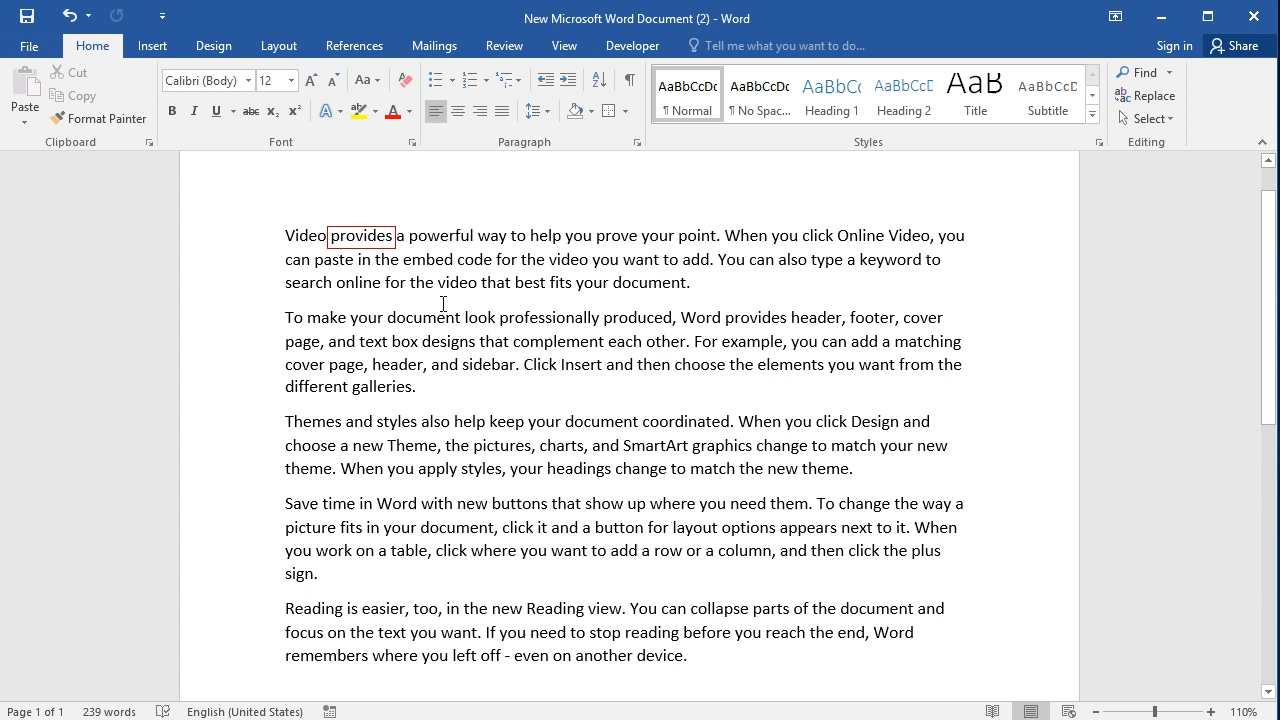 New Microsoft Word Document (2) - Word
File Home Insert Design Layout References Mailings Review View Developer Tell me what you want to do... Sign in Share
Paste Cut Copy Format Painter
Calibri (Body) 12 Aa
B I U abc X₂ X² A A
AaBbCcDc AaBbCcDc AaBbCc AaBbCcD AaB AaBbCcD
¶ Normal ¶ No Spac... Heading 1 Heading 2 Title Subtitle
Find Replace Select
Clipboard Font Paragraph Styles Editing
Video provides a powerful way to help you prove your point. When you click Online Video, you
can paste in the embed code for the video you want to add. You can also type a keyword to
search online for the video that best fits your document.
To make your document look professionally produced, Word provides header, footer, cover
page, and text box designs that complement each other. For example, you can add a matching
cover page, header, and sidebar. Click Insert and then choose the elements you want from the
different galleries.
Themes and styles also help keep your document coordinated. When you click Design and
choose a new Theme, the pictures, charts, and SmartArt graphics change to match your new
theme. When you apply styles, your headings change to match the new theme.
Save time in Word with new buttons that show up where you need them. To change the way a
picture fits in your document, click it and a button for layout options appears next to it. When
you work on a table, click where you want to add a row or a column, and then click the plus
sign.
Reading is easier, too, in the new Reading view. You can collapse parts of the document and
focus on the text you want. If you need to stop reading before you reach the end, Word
remembers where you left off - even on another device.
Page 1 of 1 239 words English (United States) 110%